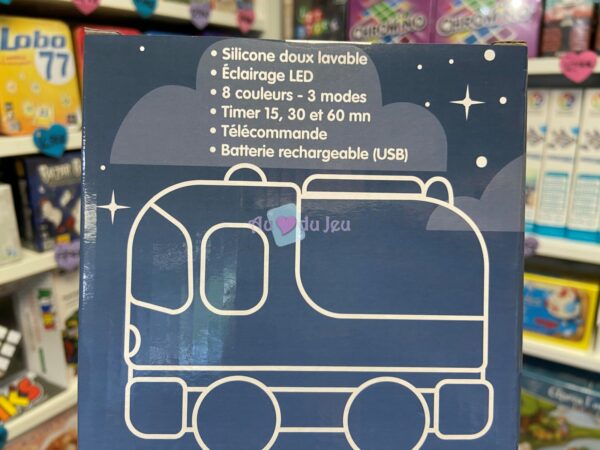 • Silicone doux lavable
• Éclairage LED
• 8 couleurs - 3 modes
• Timer 15, 30 et 60 mn
• Télécommande
• Batterie rechargeable (USB)
Au du Jeu
Lobo
77